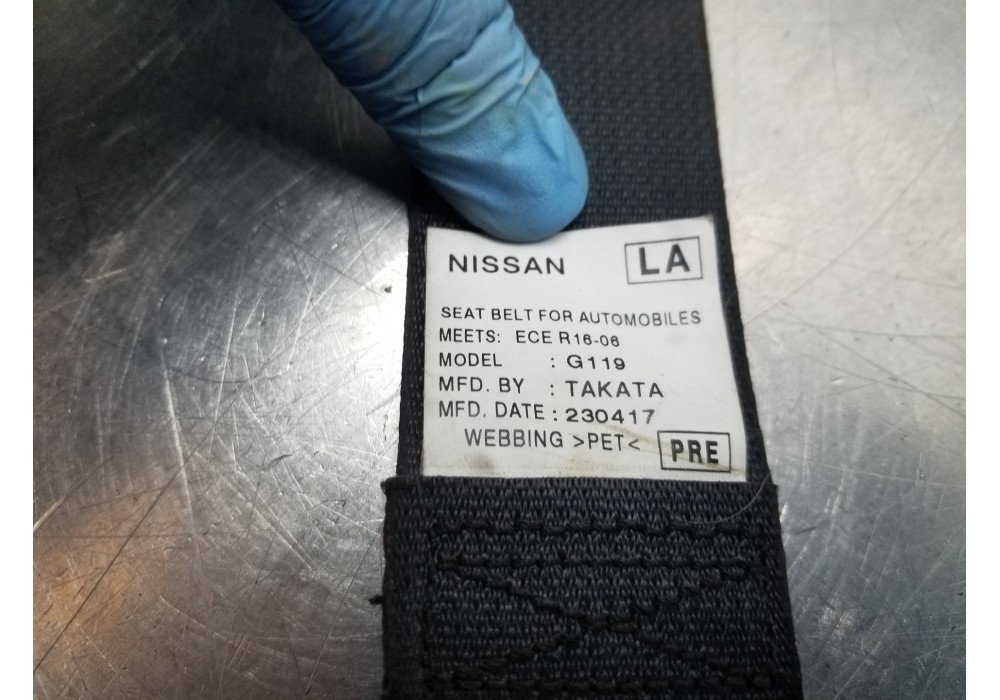 NISSAN LA
SEAT BELT FOR AUTOMOBILES
MEETS: ECE R16-06
MODEL : G119
MFD. BY : TAKATA
MFD. DATE : 230417
WEBBING >PET< PRE